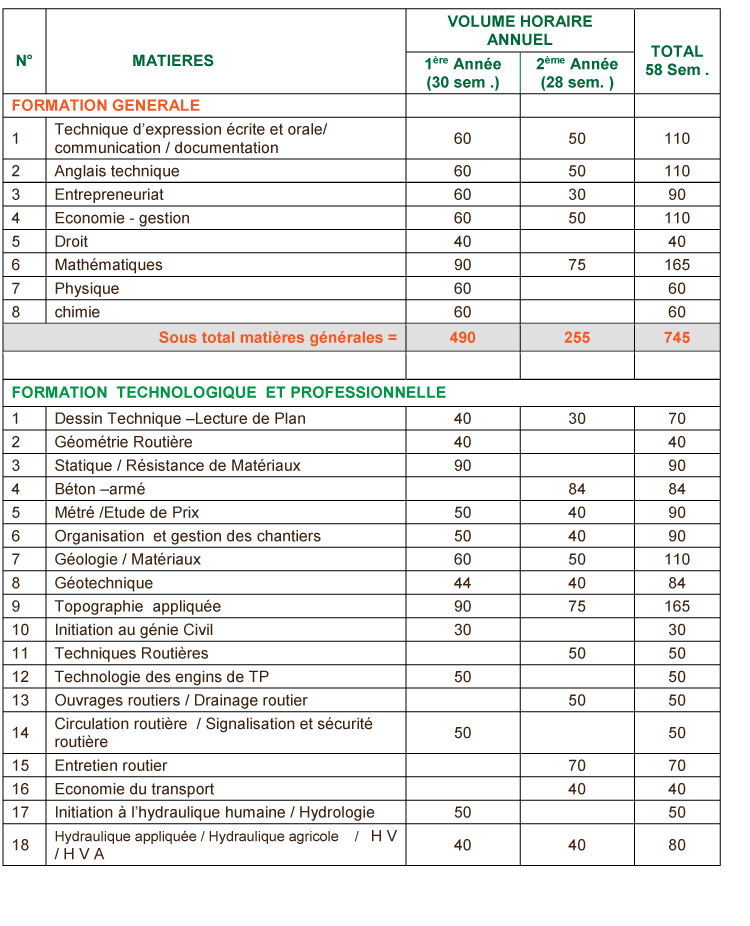 N° MATIERES VOLUME HORAIRE ANNUEL TOTAL 58 Sem .
1ère Année (30 sem .) 2ème Année (28 sem. )
FORMATION GENERALE
1 Technique d'expression écrite et orale/ communication / documentation 60 50 110
2 Anglais technique 60 50 110
3 Entrepreneuriat 60 30 90
4 Economie - gestion 60 50 110
5 Droit 40 40
6 Mathématiques 90 75 165
7 Physique 60 60
8 chimie 60 60
Sous total matières générales = 490 255 745
FORMATION TECHNOLOGIQUE ET PROFESSIONNELLE
1 Dessin Technique –Lecture de Plan 40 30 70
2 Géométrie Routière 40 40
3 Statique / Résistance de Matériaux 90 90
4 Béton –armé 84 84
5 Métré /Etude de Prix 50 40 90
6 Organisation et gestion des chantiers 50 40 90
7 Géologie / Matériaux 60 50 110
8 Géotechnique 44 40 84
9 Topographie appliquée 90 75 165
10 Initiation au génie Civil 30 30
11 Techniques Routières 50 50
12 Technologie des engins de TP 50 50
13 Ouvrages routiers / Drainage routier 50 50
14 Circulation routière / Signalisation et sécurité routière 50 50
15 Entretien routier 70 70
16 Economie du transport 40 40
17 Initiation à l'hydraulique humaine / Hydrologie 50 50
18 Hydraulique appliquée / Hydraulique agricole / H V / H V A 40 40 80